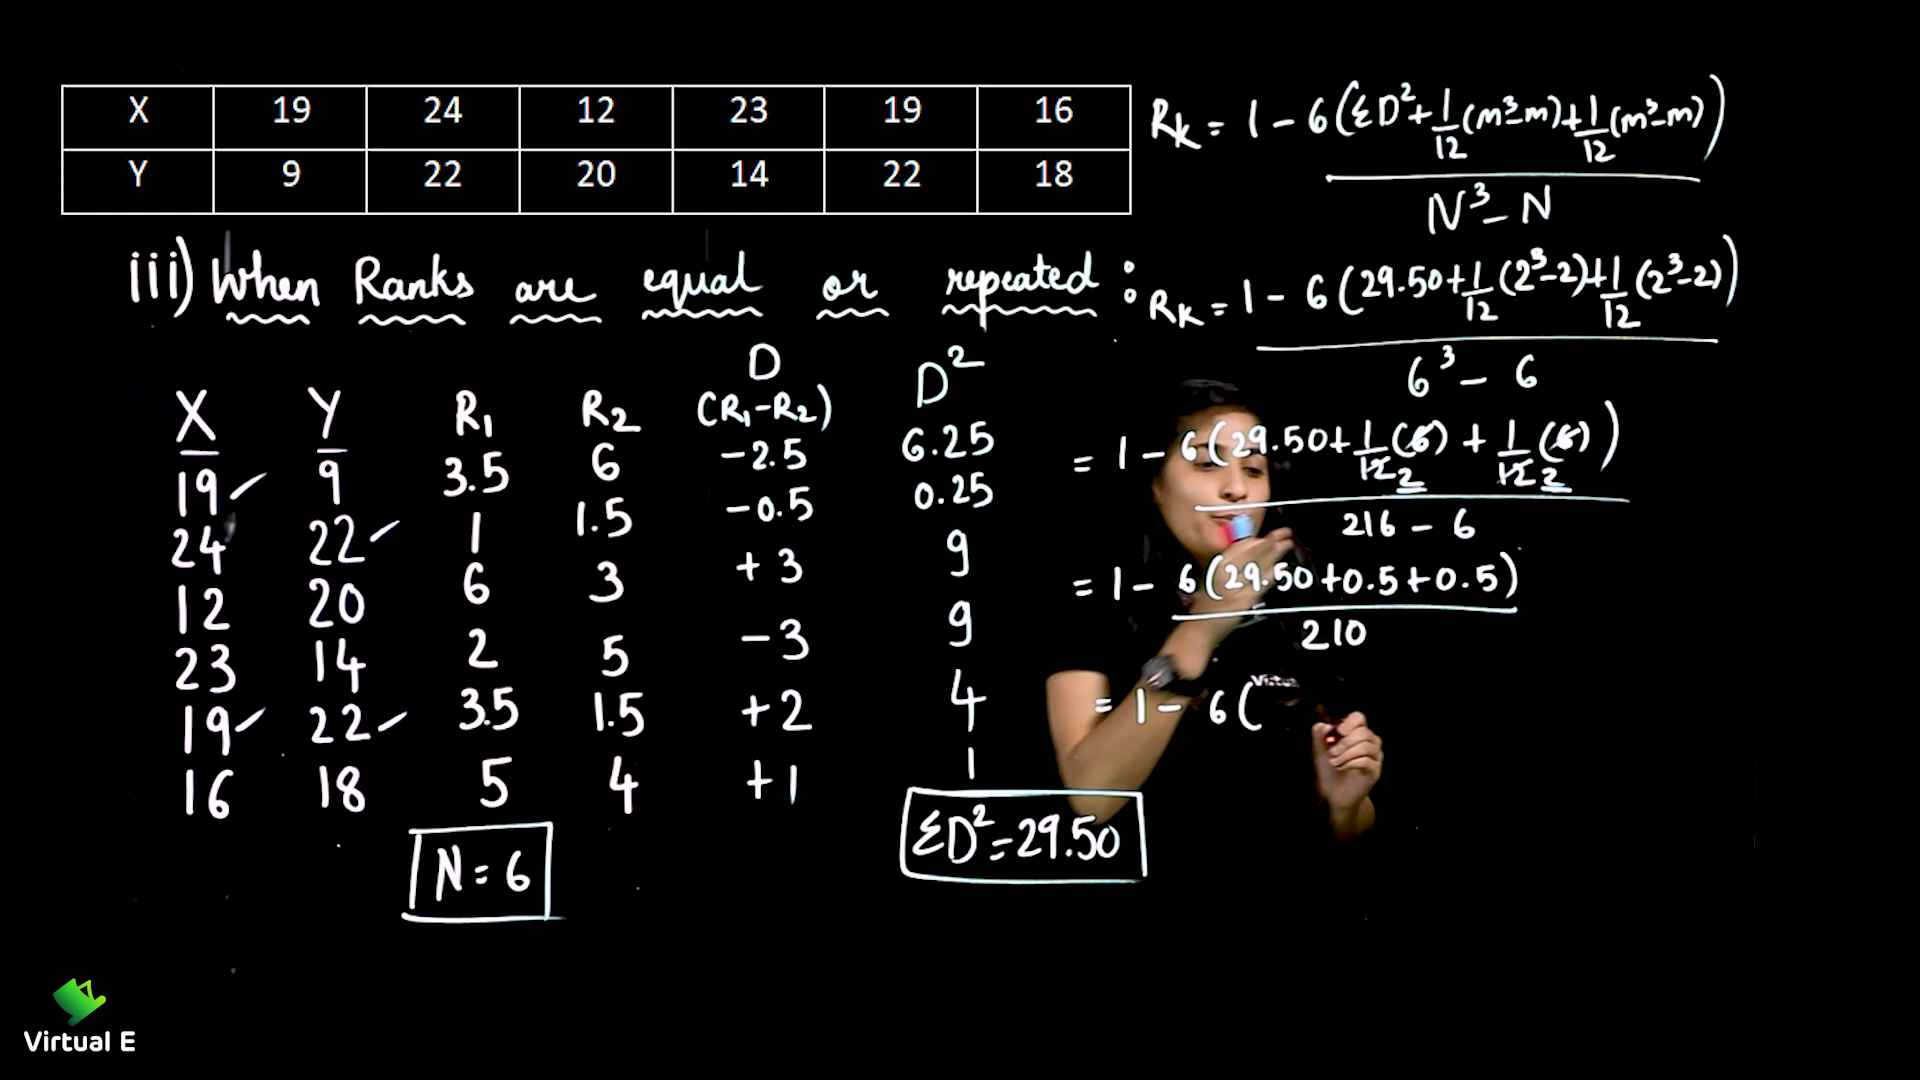 X 19 24 12 23 19 16
Y 9 22 20 14 22 18
iii) When Ranks are equal or repeated :
X Y R₁ R₂ D (R₁-R₂) D²
19 9 3.5 6 -2.5 6.25
24 22 1 1.5 -0.5 0.25
12 20 6 3 +3 9
23 14 2 5 -3 9
19 22 3.5 1.5 +2 4
16 18 5 4 +1 1
N = 6
ΣD² = 29.50
Rk = 1 - 6(ΣD² + 1/12 (m³-m) + 1/12 (m³-m))
N³ - N
Rk = 1 - 6(29.50 + 1/12 (2³-2) + 1/12 (2³-2))
6³ - 6
= 1 - 6(29.50 + 1/12 (6) + 1/12 (6))
2 2
216 - 6
= 1 - 6(29.50 + 0.5 + 0.5)
210
= 1 - 6(
Virtual E